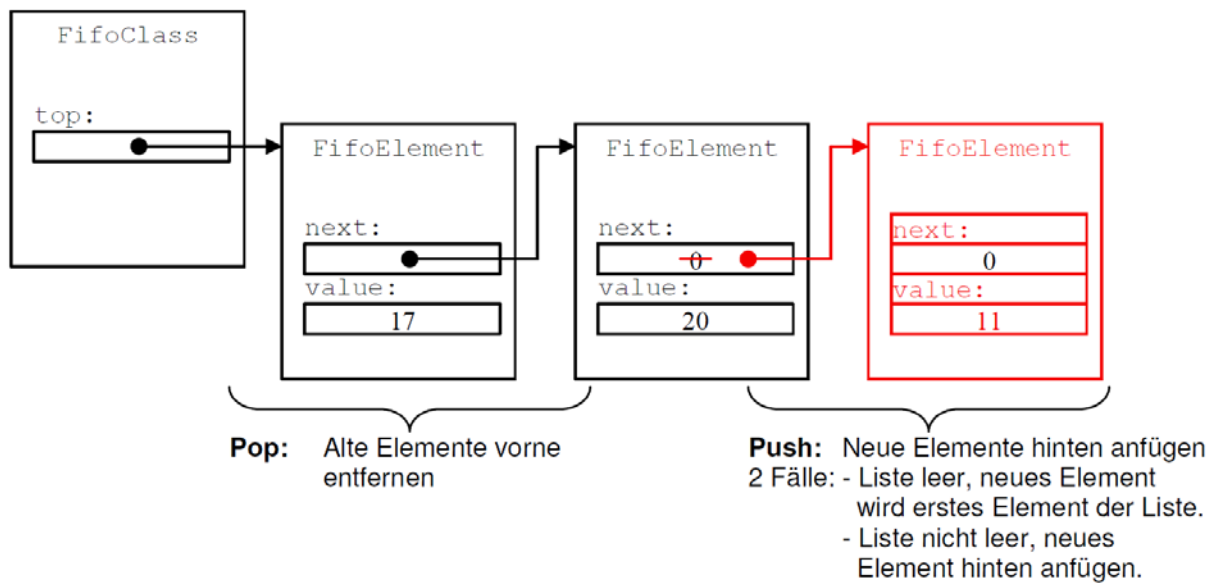 FifoClass
top:
FifoElement
next:
value:
17
FifoElement
next:
0
value:
20
FifoElement
next:
0
value:
11
Pop: Alte Elemente vorne
entfernen
Push: Neue Elemente hinten anfügen
2 Fälle: - Liste leer, neues Element
wird erstes Element der Liste.
- Liste nicht leer, neues
Element hinten anfügen.